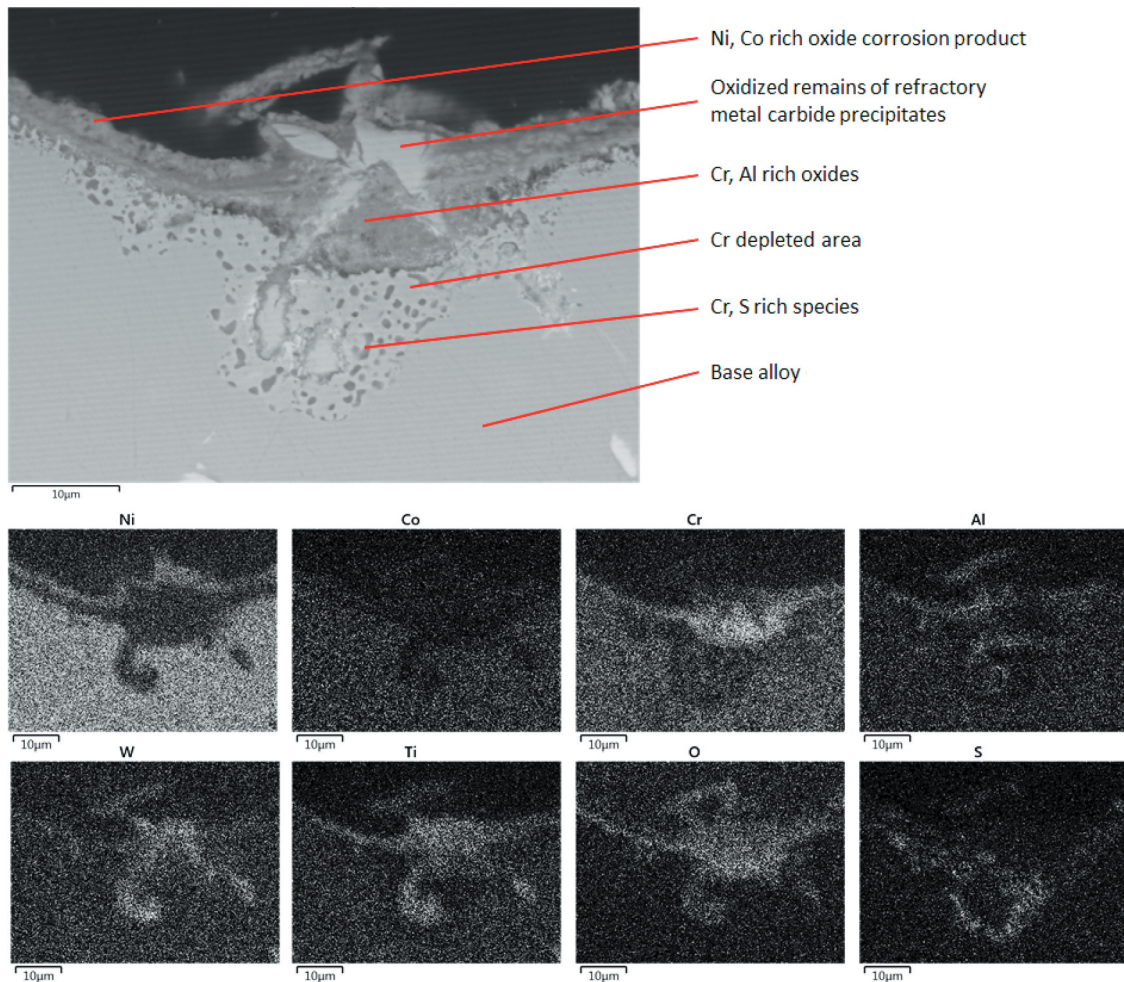 Ni, Co rich oxide corrosion product
Oxidized remains of refractory
metal carbide precipitates
Cr, Al rich oxides
Cr depleted area
Cr, S rich species
Base alloy
10µm
Ni
Co
Cr
Al
10µm
10µm
10µm
10µm
W
Ti
O
S
10µm
10µm
10µm
10µm